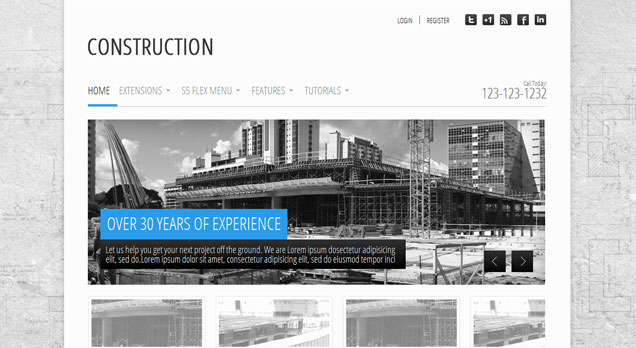 LOGIN | REGISTER
CONSTRUCTION
Call Today!
HOME EXTENSIONS S5 FLEX MENU FEATURES TUTORIALS 123-123-1232
OVER 30 YEARS OF EXPERIENCE
Let us help you get your next project off the ground. We are Lorem ipsum dosectetur adipisicing
elit, sed do.Lorem ipsum dolor sit amet, consectetur adipisicing elit, sed do eiusmod tempor inci